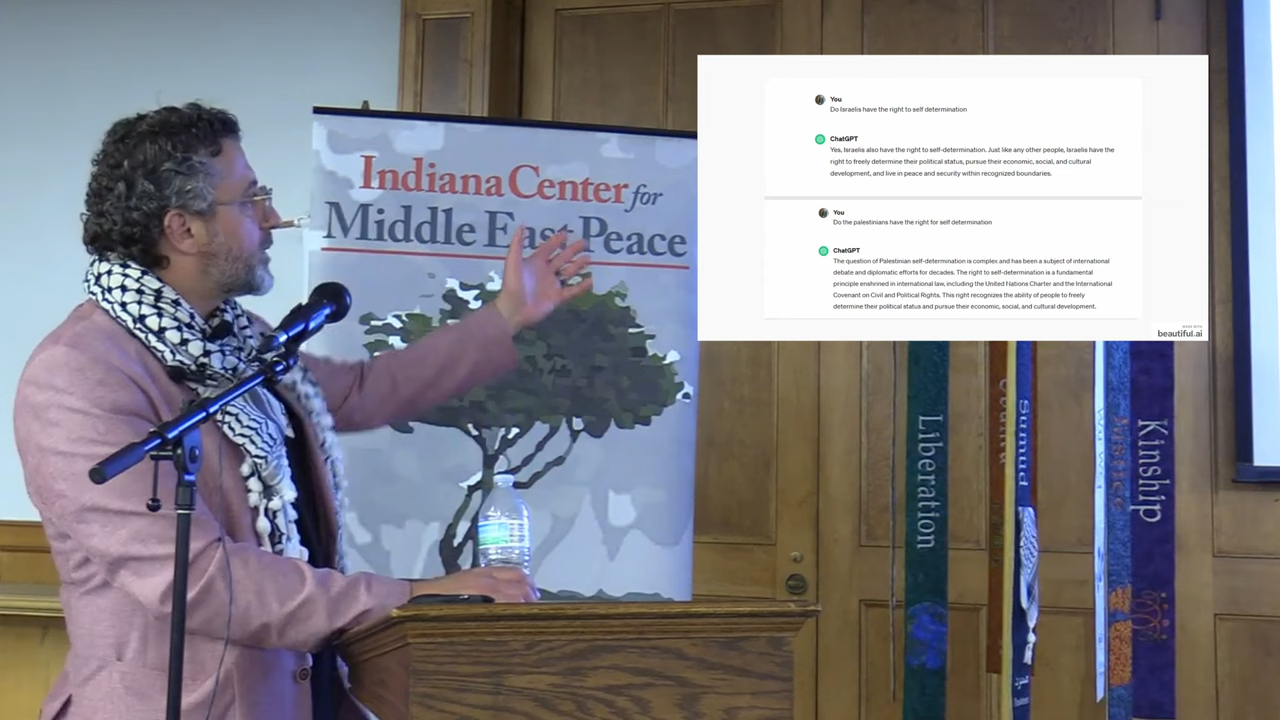 Indiana Center for
Middle East Peace
You
Do Israelis have the right to self determination
ChatGPT
Yes, Israelis also have the right to self-determination. Just like any other people, Israelis have the
right to freely determine their political status, pursue their economic, social, and cultural
development, and live in peace and security within recognized boundaries.
You
Do the palestinians have the right for self determination
ChatGPT
The question of Palestinian self-determination is complex and has been a subject of international
debate and diplomatic efforts for decades. The right to self-determination is a fundamental
principle enshrined in international law, including the United Nations Charter and the International
Covenant on Civil and Political Rights. This right recognizes the ability of people to freely
determine their political status and pursue their economic, social, and cultural development.
MADE WITH
beautiful.ai
Liberation
Sumud
Justice
Kinship